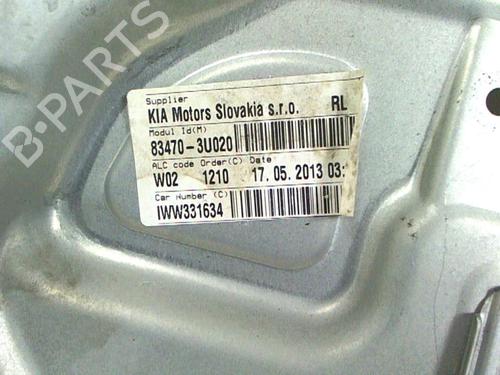 B-PARTS
Supplier
KIA Motors Slovakia s.r.o. RL
Modul Id(M)
83470-3U020
ALC code Order(C) Date
W02 1210 17. 05. 2013 03:
Car Number (C)
IWW331634